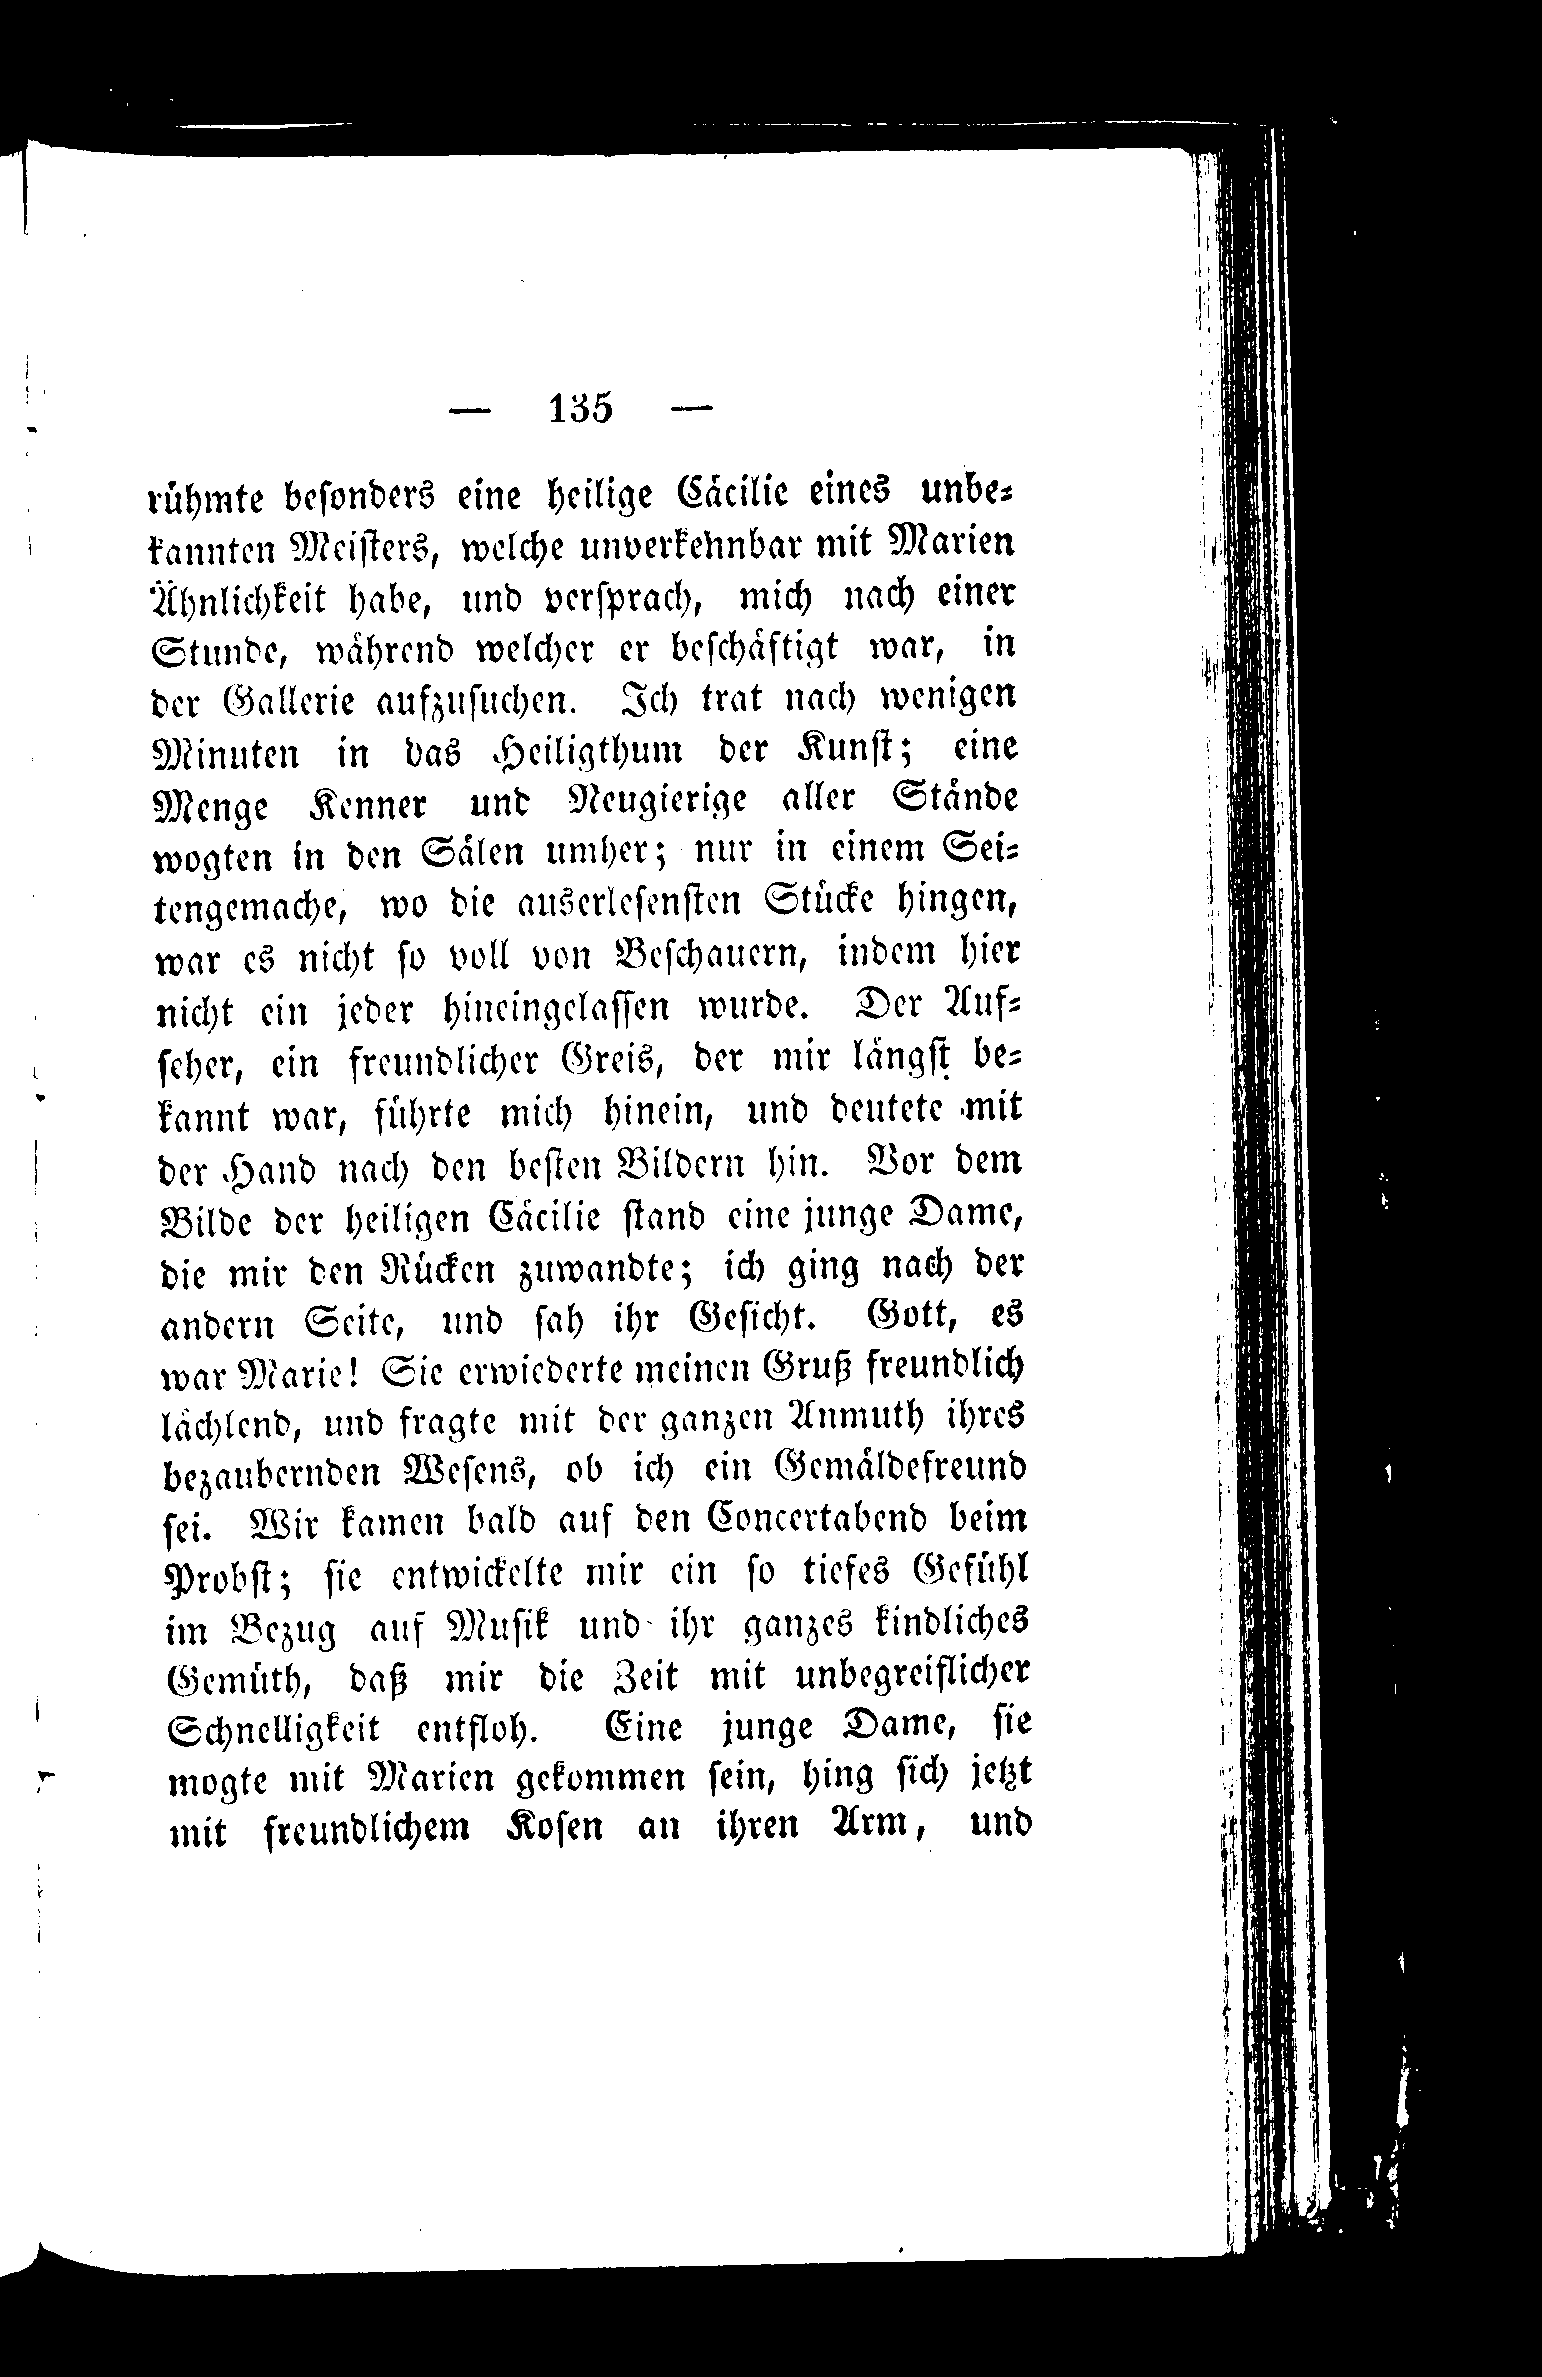 — 135 —
rühmte besonders eine heilige Cäcilie eines unbe=
kannten Meisters, welche unverkennbar mit Marien
Ähnlichkeit habe, und versprach, mich nach einer
Stunde, während welcher er beschäftigt war, in
der Gallerie aufzusuchen. Ich trat nach wenigen
Minuten in das Heiligthum der Kunst; eine
Menge Kenner und Neugierige aller Stände
wogten in den Sälen umher; nur in einem Sei=
tengemache, wo die auserlesensten Stücke hingen,
war es nicht so voll von Beschauern, indem hier
nicht ein jeder hineingelassen wurde. Der Auf=
seher, ein freundlicher Greis, der mir längst be=
kannt war, führte mich hinein, und deutete mit
der Hand nach den besten Bildern hin. Vor dem
Bilde der heiligen Cäcilie stand eine junge Dame,
die mir den Rücken zuwandte; ich ging nach der
andern Seite, und sah ihr Gesicht. Gott, es
war Marie! Sie erwiederte meinen Gruß freundlich
lächlend, und fragte mit der ganzen Anmuth ihres
bezaubernden Wesens, ob ich ein Gemäldefreund
sei. Wir kamen bald auf den Concertabend beim
Probst; sie entwickelte mir ein so tiefes Gefühl
im Bezug auf Musik und ihr ganzes kindliches
Gemüth, daß mir die Zeit mit unbegreiflicher
Schnelligkeit entfloh. Eine junge Dame, sie
mogte mit Marien gekommen sein, hing sich jetzt
mit freundlichem Kosen an ihren Arm, und